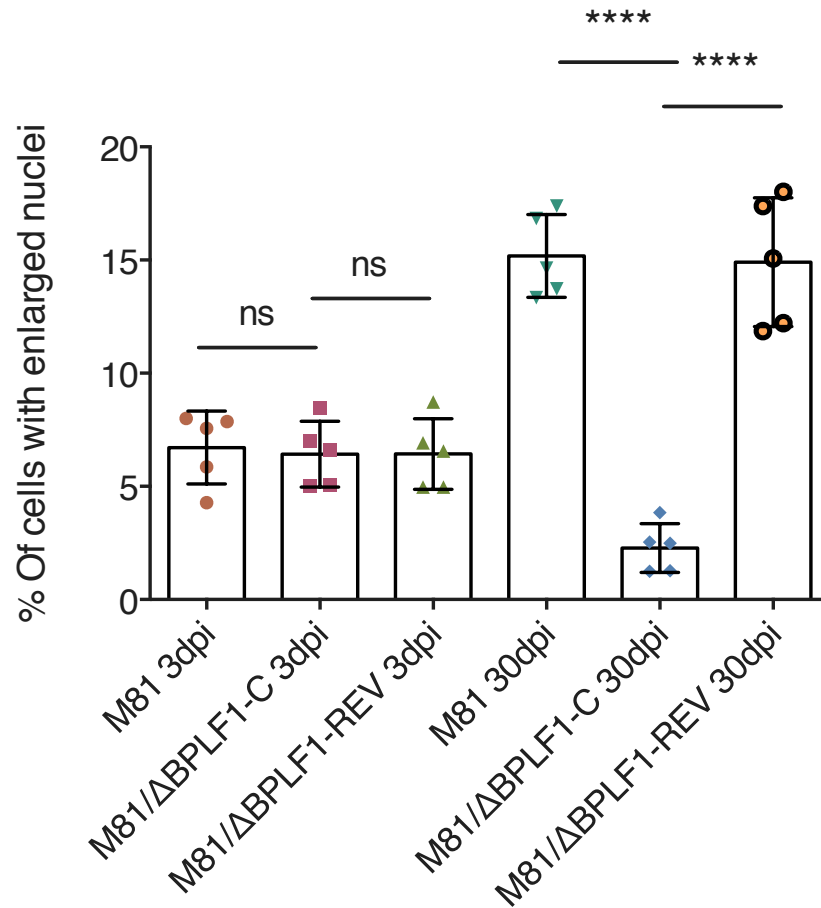 ****
****
% Of cells with enlarged nuclei
20
15
10
5
0
ns
ns
M81 3dpi
M81/ΔBPLF1-C 3dpi
M81/ΔBPLF1-REV 3dpi
M81 30dpi
M81/ΔBPLF1-C 30dpi
M81/ΔBPLF1-REV 30dpi